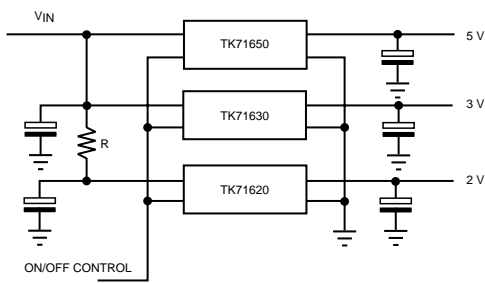 VIN
TK71650
5 V
TK71630
3 V
R
TK71620
2 V
ON/OFF CONTROL